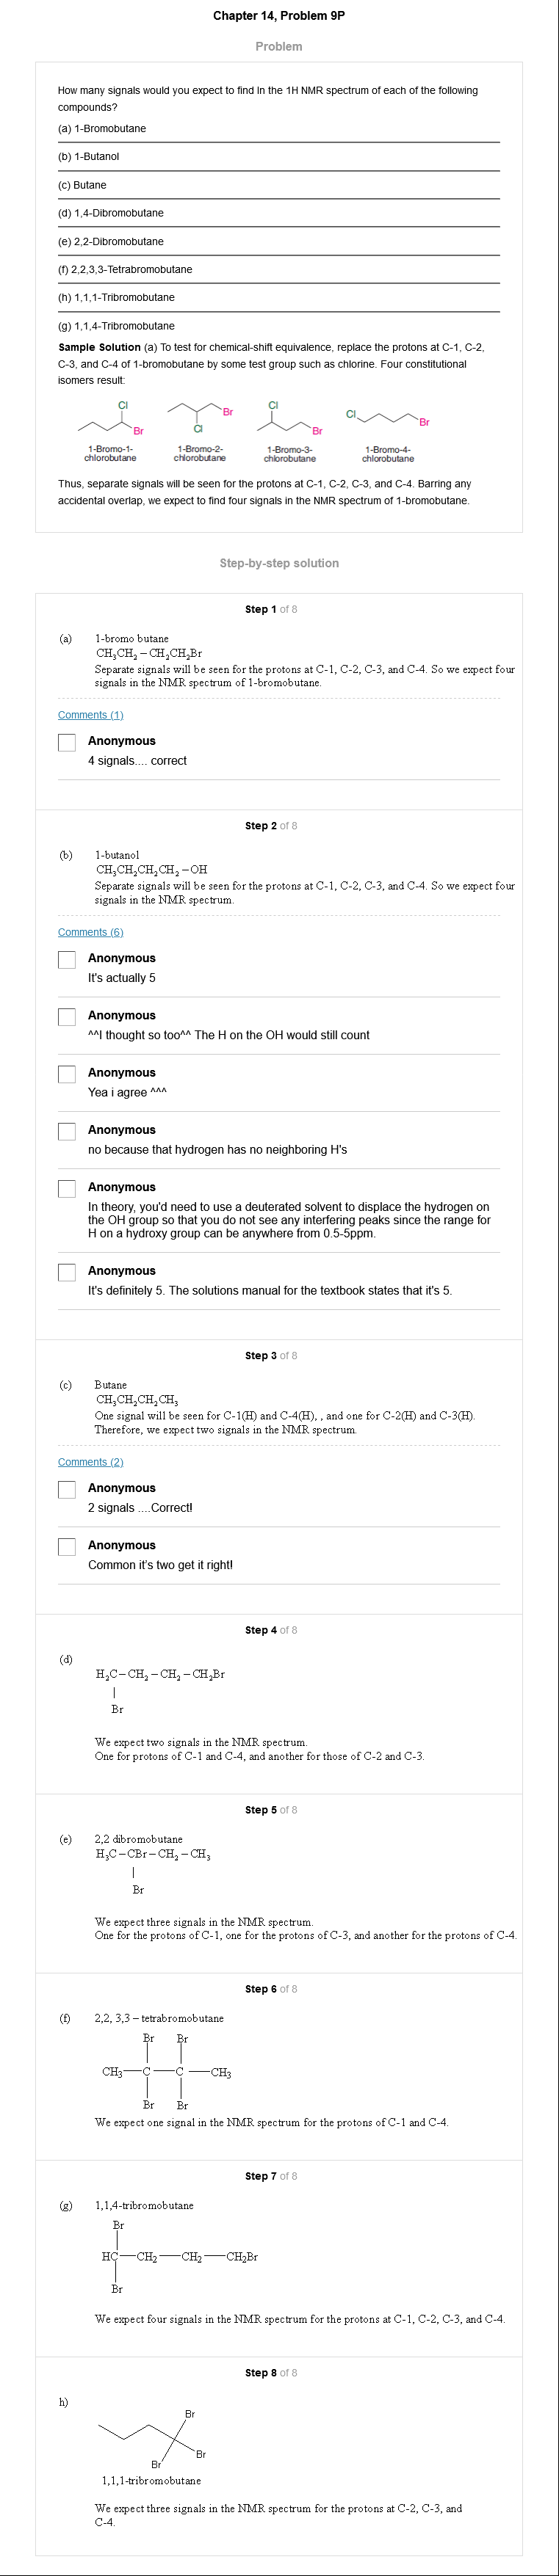 Chapter 14, Problem 9P
Problem
How many signals would you expect to find In the 1H NMR spectrum of each of the following
compounds?
(a) 1-Bromobutane
(b) 1-Butanol
(c) Butane
(d) 1,4-Dibromobutane
(e) 2,2-Dibromobutane
(f) 2,2,3,3-Tetrabromobutane
(h) 1,1,1-Tribromobutane
(g) 1,1,4-Tribromobutane
Sample Solution (a) To test for chemical-shift equivalence, replace the protons at C-1, C-2,
C-3, and C-4 of 1-bromobutane by some test group such as chlorine. Four constitutional
isomers result:
Cl Br
Br Cl
Cl Br
Cl Br
1-Bromo-1-
chlorobutane
1-Bromo-2-
chlorobutane
1-Bromo-3-
chlorobutane
1-Bromo-4-
chlorobutane
Thus, separate signals will be seen for the protons at C-1, C-2, C-3, and C-4. Barring any
accidental overlap, we expect to find four signals in the NMR spectrum of 1-bromobutane.
Step-by-step solution
Step 1 of 8
(a) 1-bromo butane
CH₃CH₂ – CH₂CH₂Br
Separate signals will be seen for the protons at C-1, C-2, C-3, and C-4. So we expect four
signals in the NMR spectrum of 1-bromobutane.
Comments (1)
Anonymous
4 signals.... correct
Step 2 of 8
(b) 1-butanol
CH₃CH₂CH₂CH₂ – OH
Separate signals will be seen for the protons at C-1, C-2, C-3, and C-4. So we expect four
signals in the NMR spectrum.
Comments (6)
Anonymous
It's actually 5
Anonymous
^^I thought so too^^ The H on the OH would still count
Anonymous
Yea i agree ^^^
Anonymous
no because that hydrogen has no neighboring H's
Anonymous
In theory, you'd need to use a deuterated solvent to displace the hydrogen on
the OH group so that you do not see any interfering peaks since the range for
H on a hydroxy group can be anywhere from 0.5-5ppm.
Anonymous
It's definitely 5. The solutions manual for the textbook states that it's 5.
Step 3 of 8
(c) Butane
CH₃CH₂CH₂CH₃
One signal will be seen for C-1(H) and C-4(H), , and one for C-2(H) and C-3(H).
Therefore, we expect two signals in the NMR spectrum.
Comments (2)
Anonymous
2 signals ....Correct!
Anonymous
Common it's two get it right!
Step 4 of 8
(d)
H₂C – CH₂ – CH₂ – CH₂Br
|
Br
We expect two signals in the NMR spectrum.
One for protons of C-1 and C-4, and another for those of C-2 and C-3.
Step 5 of 8
(e) 2,2 dibromobutane
H₃C – CBr – CH₂ – CH₃
|
Br
We expect three signals in the NMR spectrum.
One for the protons of C-1, one for the protons of C-3, and another for the protons of C-4.
Step 6 of 8
(f) 2,2, 3,3 – tetrabromobutane
Br Br
CH₃ C C CH₃
Br Br
We expect one signal in the NMR spectrum for the protons of C-1 and C-4.
Step 7 of 8
(g) 1,1,4-tribromobutane
Br
HC CH₂ CH₂ CH₂Br
Br
We expect four signals in the NMR spectrum for the protons at C-1, C-2, C-3, and C-4.
Step 8 of 8
h)
Br
Br
Br
1,1,1-tribromobutane
We expect three signals in the NMR spectrum for the protons at C-2, C-3, and
C-4.